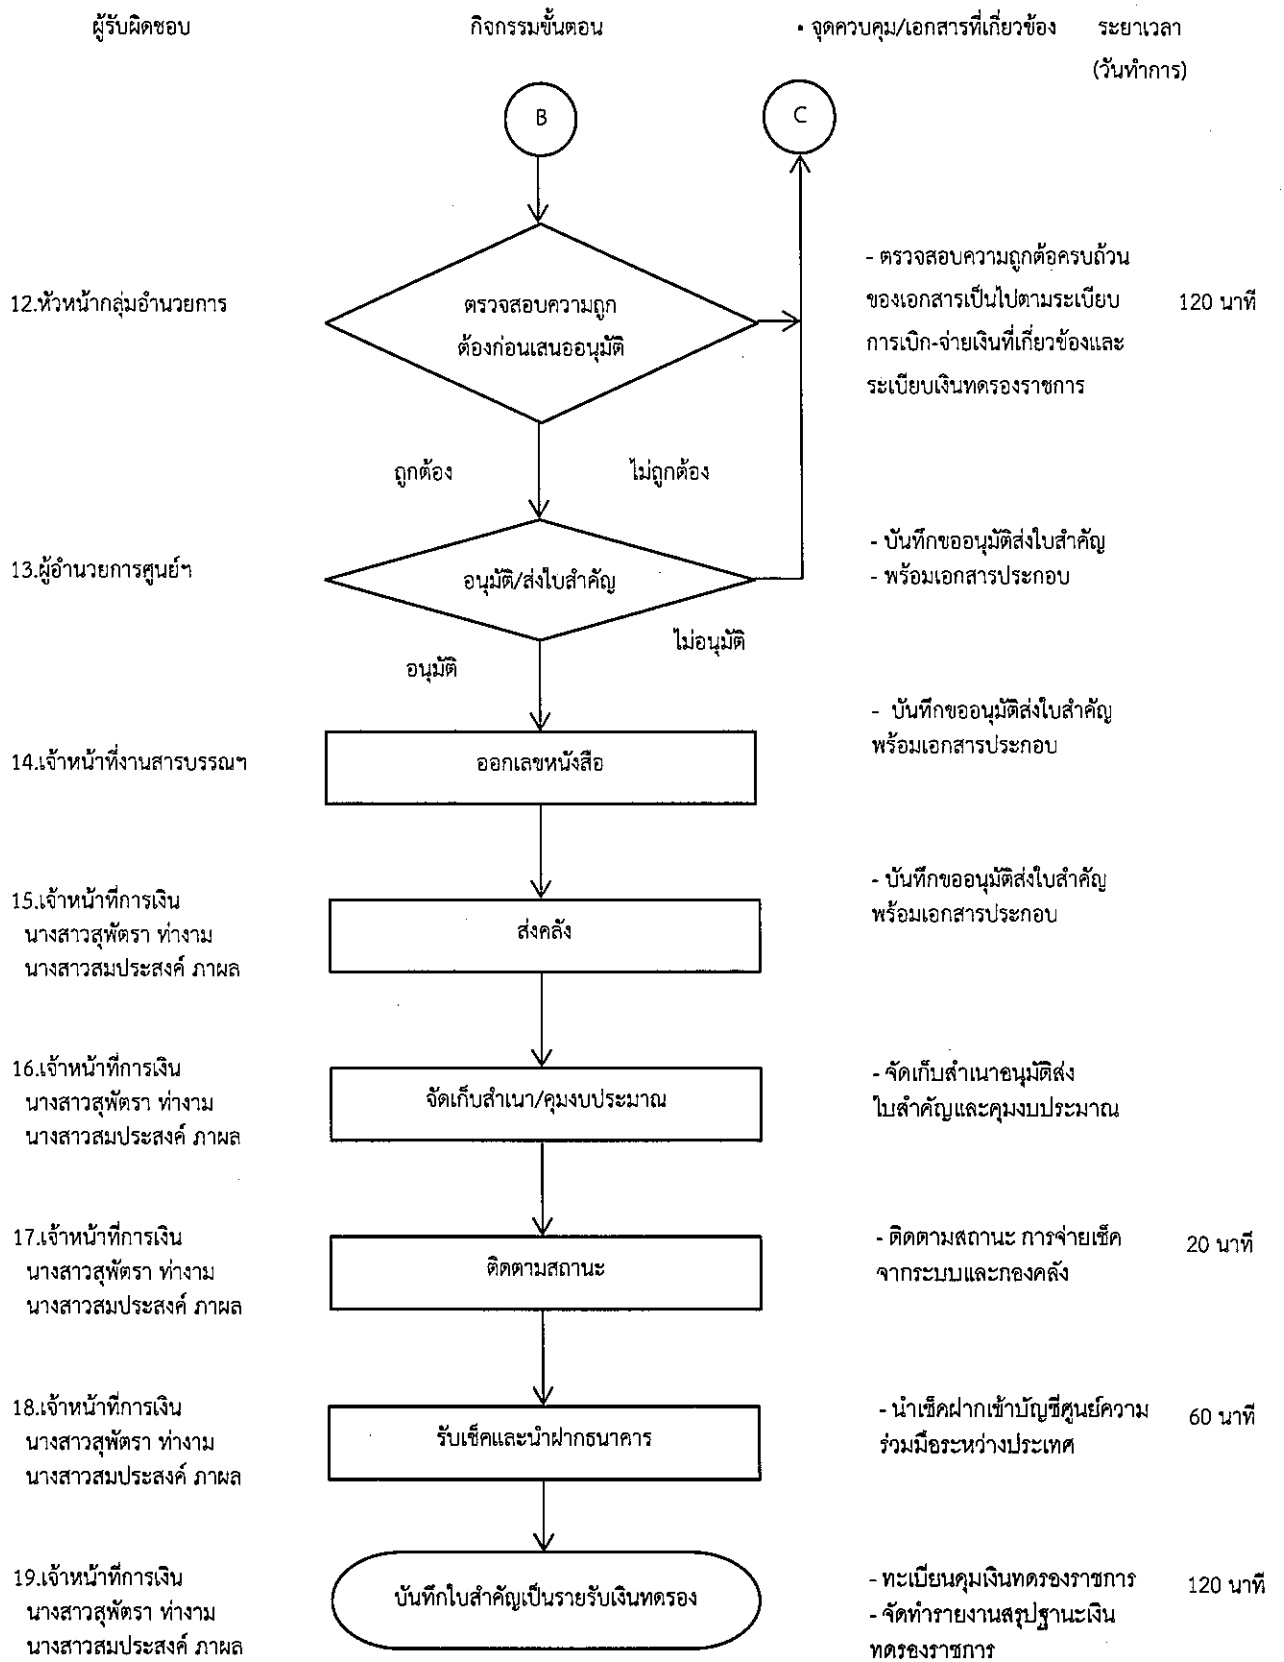 ผู้รับผิดชอบ กิจกรรมขั้นตอน • จุดควบคุม/เอกสารที่เกี่ยวข้อง ระยาเวลา
(วันทำการ)
B C
12.หัวหน้ากลุ่มอำนวยการ
ตรวจสอบความถูก
ต้องก่อนเสนออนุมัติ
- ตรวจสอบความถูกต้อครบถ้วน
ของเอกสารเป็นไปตามระเบียบ
การเบิก-จ่ายเงินที่เกี่ยวข้องและ
ระเบียบเงินทดรองราชการ
120 นาที
ถูกต้อง ไม่ถูกต้อง
13.ผู้อำนวยการศูนย์ฯ
อนุมัติ/ส่งใบสำคัญ
- บันทึกขออนุมัติส่งใบสำคัญ
- พร้อมเอกสารประกอบ
ไม่อนุมัติ
อนุมัติ
14.เจ้าหน้าที่งานสารบรรณฯ
ออกเลขหนังสือ
- บันทึกขออนุมัติส่งใบสำคัญ
พร้อมเอกสารประกอบ
15.เจ้าหน้าที่การเงิน
นางสาวสุพัตรา ท่างาม
นางสาวสมประสงค์ ภาผล
ส่งคลัง
- บันทึกขออนุมัติส่งใบสำคัญ
พร้อมเอกสารประกอบ
16.เจ้าหน้าที่การเงิน
นางสาวสุพัตรา ท่างาม
นางสาวสมประสงค์ ภาผล
จัดเก็บสำเนา/คุมงบประมาณ
- จัดเก็บสำเนาอนุมัติส่ง
ใบสำคัญและคุมงบประมาณ
17.เจ้าหน้าที่การเงิน
นางสาวสุพัตรา ท่างาม
นางสาวสมประสงค์ ภาผล
ติดตามสถานะ
- ติดตามสถานะ การจ่ายเช็ค
จากระบบและกองคลัง
20 นาที
18.เจ้าหน้าที่การเงิน
นางสาวสุพัตรา ท่างาม
นางสาวสมประสงค์ ภาผล
รับเช็คและนำฝากธนาคาร
- นำเช็คฝากเข้าบัญชีศูนย์ความ
ร่วมมือระหว่างประเทศ
60 นาที
19.เจ้าหน้าที่การเงิน
นางสาวสุพัตรา ท่างาม
นางสาวสมประสงค์ ภาผล
บันทึกใบสำคัญเป็นรายรับเงินทดรอง
- ทะเบียนคุมเงินทดรองราชการ
- จัดทำรายงานสรุปฐานะเงิน
ทดรองราชการ
120 นาที